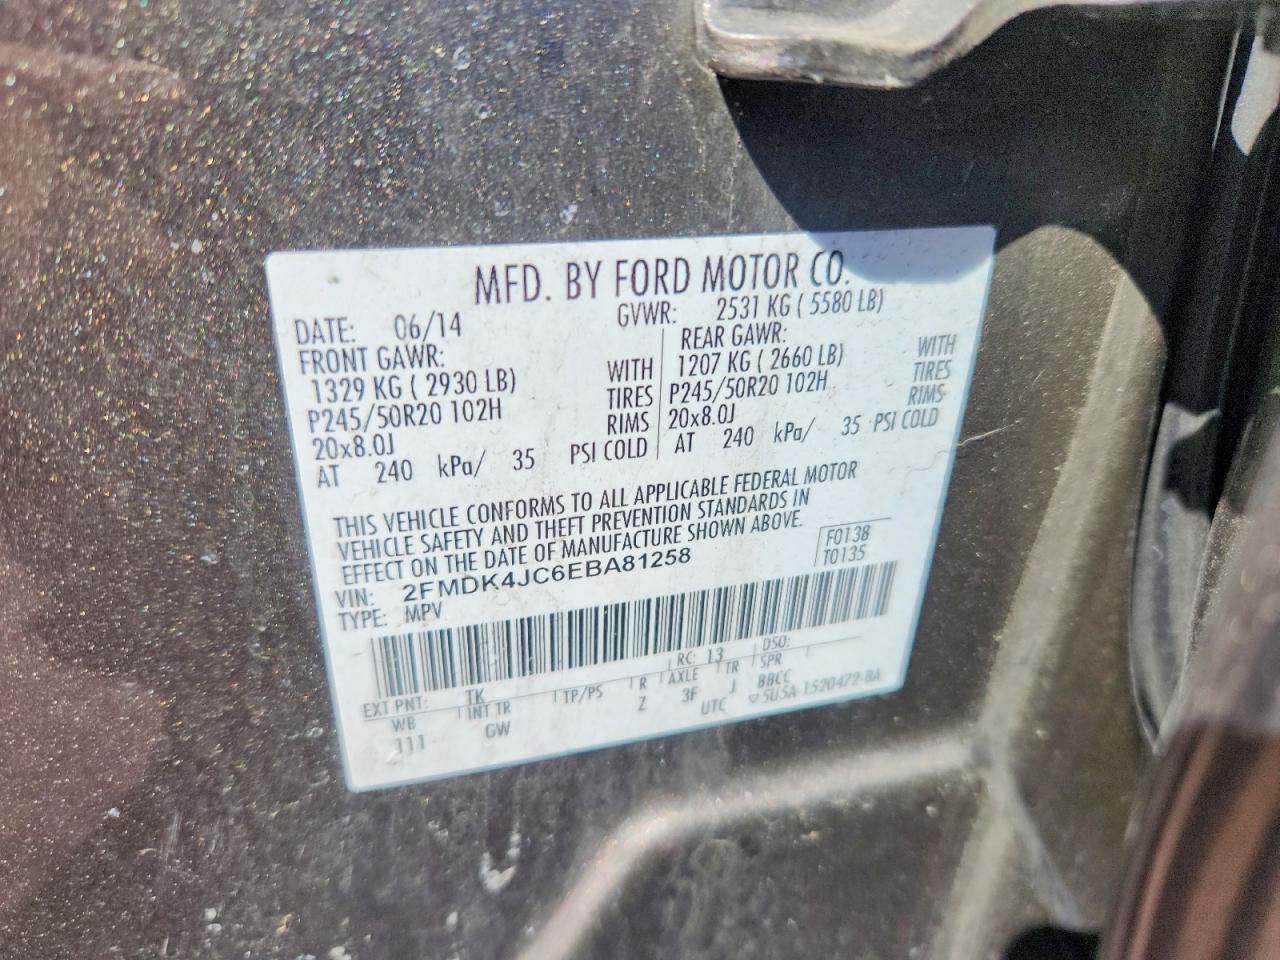 MFD. BY FORD MOTOR CO.
DATE: 06/14 GVWR: 2531 KG ( 5580 LB)
FRONT GAWR: REAR GAWR:
1329 KG ( 2930 LB) WITH 1207 KG ( 2660 LB) WITH
P245/50R20 102H TIRES P245/50R20 102H TIRES
20x8.0J RIMS 20x8.0J RIMS
AT 240 kPa/ 35 PSI COLD AT 240 kPa/ 35 PSI COLD
THIS VEHICLE CONFORMS TO ALL APPLICABLE FEDERAL MOTOR
VEHICLE SAFETY AND THEFT PREVENTION STANDARDS IN
EFFECT ON THE DATE OF MANUFACTURE SHOWN ABOVE.
F0138
T0135
VIN: 2FMDK4JC6EBA81258
TYPE: MPV
EXT PNT: TK RC: 13 DSO:
WB INT TR TP/PS R AXLE TR SPR
111 GW Z 3F J BBCC
UTC ▽5U5A-1520472-BA